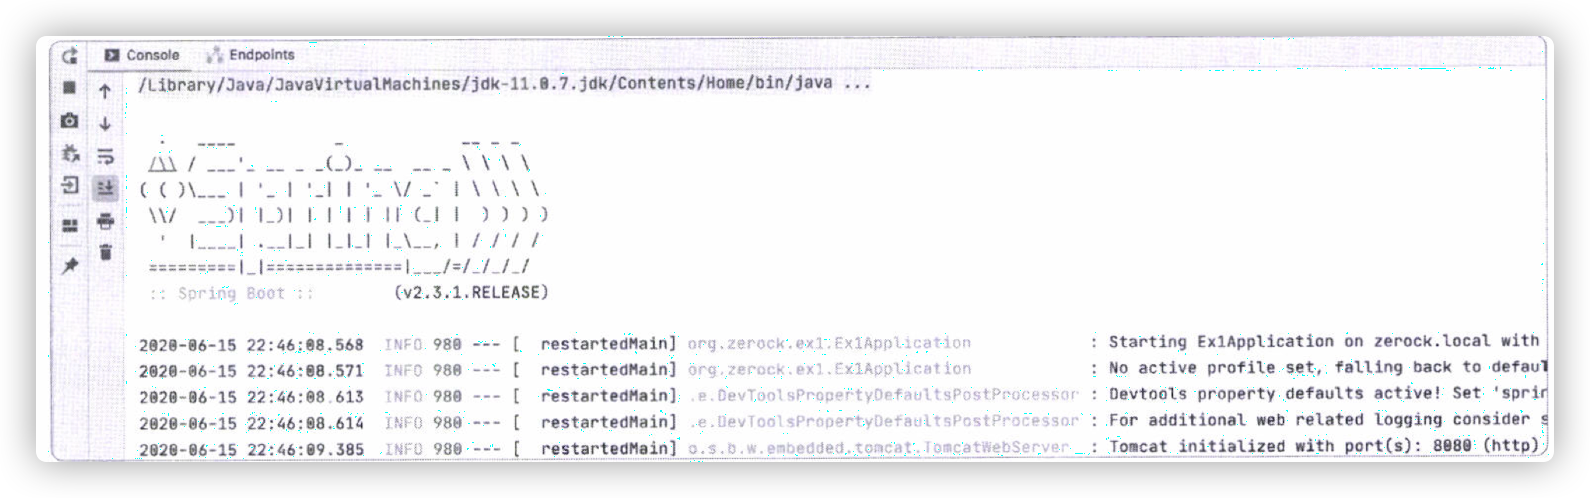 Console Endpoints
/Library/Java/JavaVirtualMachines/jdk-11.0.7.jdk/Contents/Home/bin/java ...
:: Spring Boot :: (v2.3.1.RELEASE)
2020-06-15 22:46:08.568 INFO 980 --- [ restartedMain] org.zerock.ex1.Ex1Application : Starting Ex1Application on zerock.local with
2020-06-15 22:46:08.571 INFO 980 --- [ restartedMain] org.zerock.ex1.Ex1Application : No active profile set, falling back to defaul
2020-06-15 22:46:08.613 INFO 980 --- [ restartedMain] .e.DevToolsPropertyDefaultsPostProcessor : Devtools property defaults active! Set 'sprin
2020-06-15 22:46:08.614 INFO 980 --- [ restartedMain] .e.DevToolsPropertyDefaultsPostProcessor : For additional web related logging consider s
2020-06-15 22:46:09.385 INFO 980 --- [ restartedMain] o.s.b.w.embedded.tomcat.TomcatWebServer : Tomcat initialized with port(s): 8080 (http)